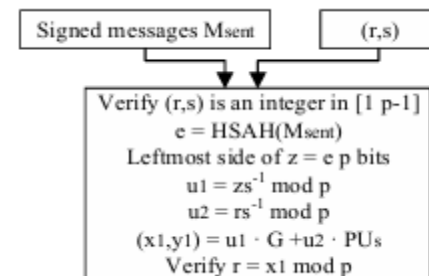 Signed messages Msent
(r,s)
Verify (r,s) is an integer in [1 p-1]
e = HSAH(Msent)
Leftmost side of z = e p bits
u1 = zs⁻¹ mod p
u2 = rs⁻¹ mod p
(x1,y1) = u1 · G +u2 · PUs
Verify r = x1 mod p